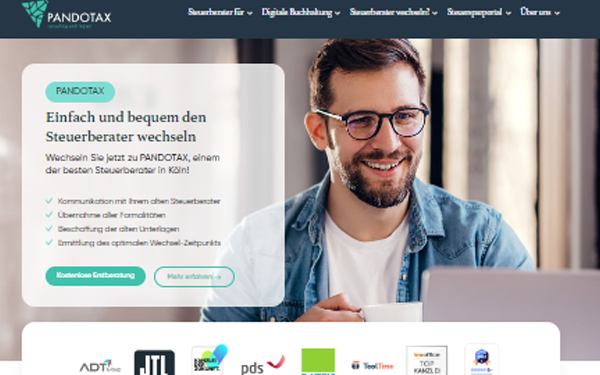 PANDOTAX
Steuerberater für
Digitale Buchhaltung
Steuerberater wechseln?
Steuersparportal
Über uns
PANDOTAX
Einfach und bequem den
Steuerberater wechseln
Wechseln Sie jetzt zu PANDOTAX, einem
der besten Steuerberater in Köln!
Kommunikation mit Ihrem alten Steuerberater
Übernahme aller Formalitäten
Beschaffung der alten Unterlagen
Ermittlung des optimalen Wechsel-Zeitpunkts
Kostenlose Erstberatung
Mehr erfahren →
ADT
JTL
pds
ToolTime
TOP
KANZLEI